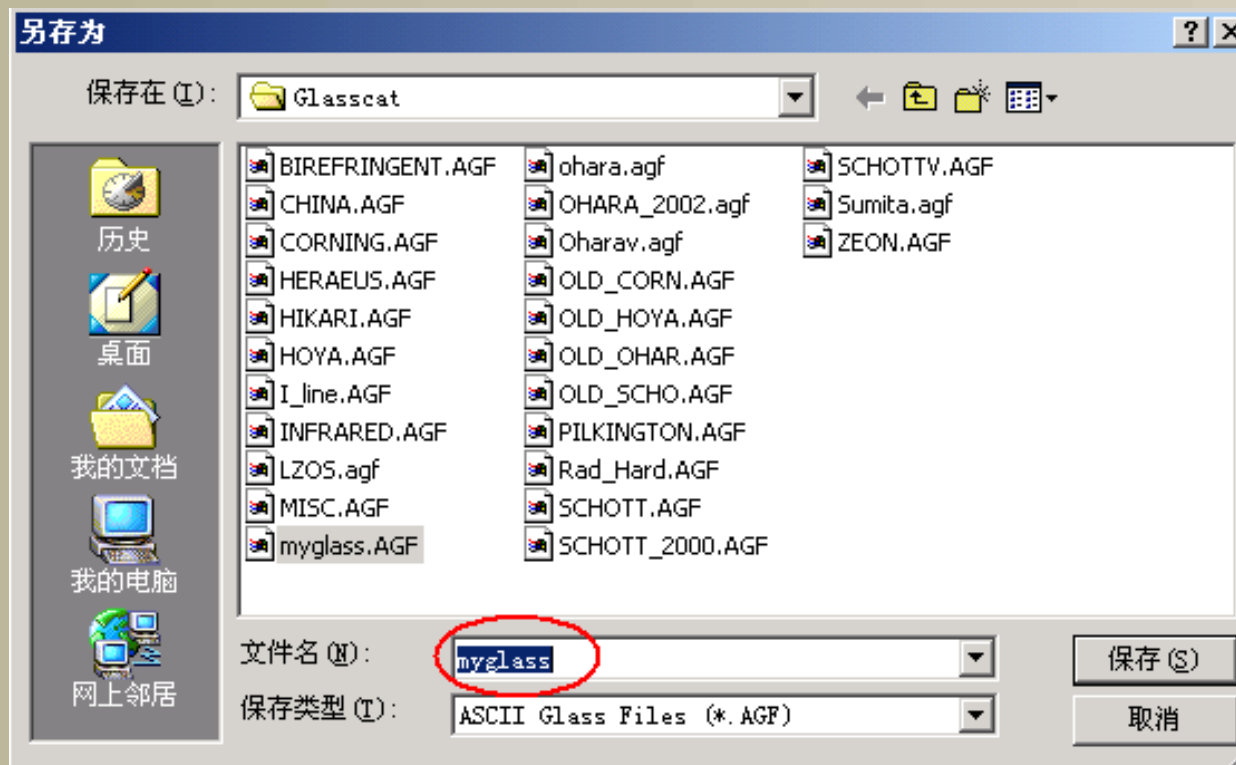 另存为
保存在(I):
Glasscat
历史
桌面
我的文档
我的电脑
网上邻居
BIREFRINGENT.AGF
CHINA.AGF
CORNING.AGF
HERAEUS.AGF
HIKARI.AGF
HOYA.AGF
I_line.AGF
INFRARED.AGF
LZOS.agf
MISC.AGF
myglass.AGF
ohara.agf
OHARA_2002.agf
Oharav.agf
OLD_CORN.AGF
OLD_HOYA.AGF
OLD_OHAR.AGF
OLD_SCHO.AGF
PILKINGTON.AGF
Rad_Hard.AGF
SCHOTT.AGF
SCHOTT_2000.AGF
SCHOTTV.AGF
Sumita.agf
ZEON.AGF
文件名(N):
myglass
保存(S)
保存类型(T):
ASCII Glass Files (*.AGF)
取消